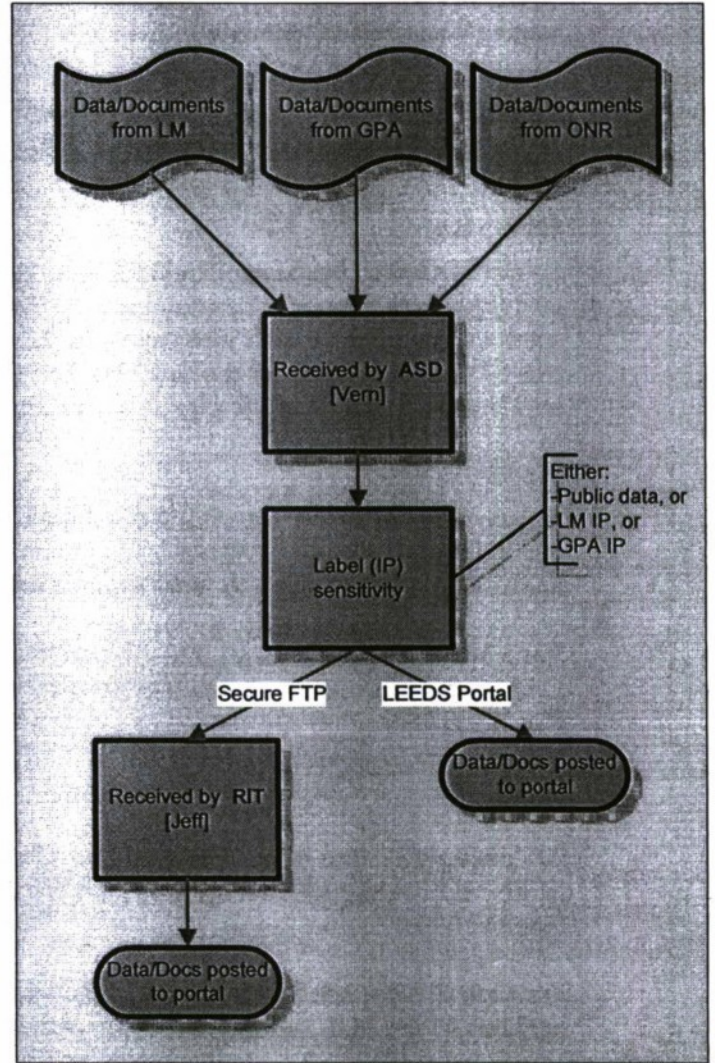 Data/Documents
from LM
Data/Documents
from GPA
Data/Documents
from ONR
Received by ASD
[Vern]
Either:
-Public data, or
-LM IP, or
-GPA IP
Label (IP)
sensitivity
Secure FTP
LEEDS Portal
Received by RIT
[Jeff]
Data/Docs posted
to portal
Data/Docs posted
to portal